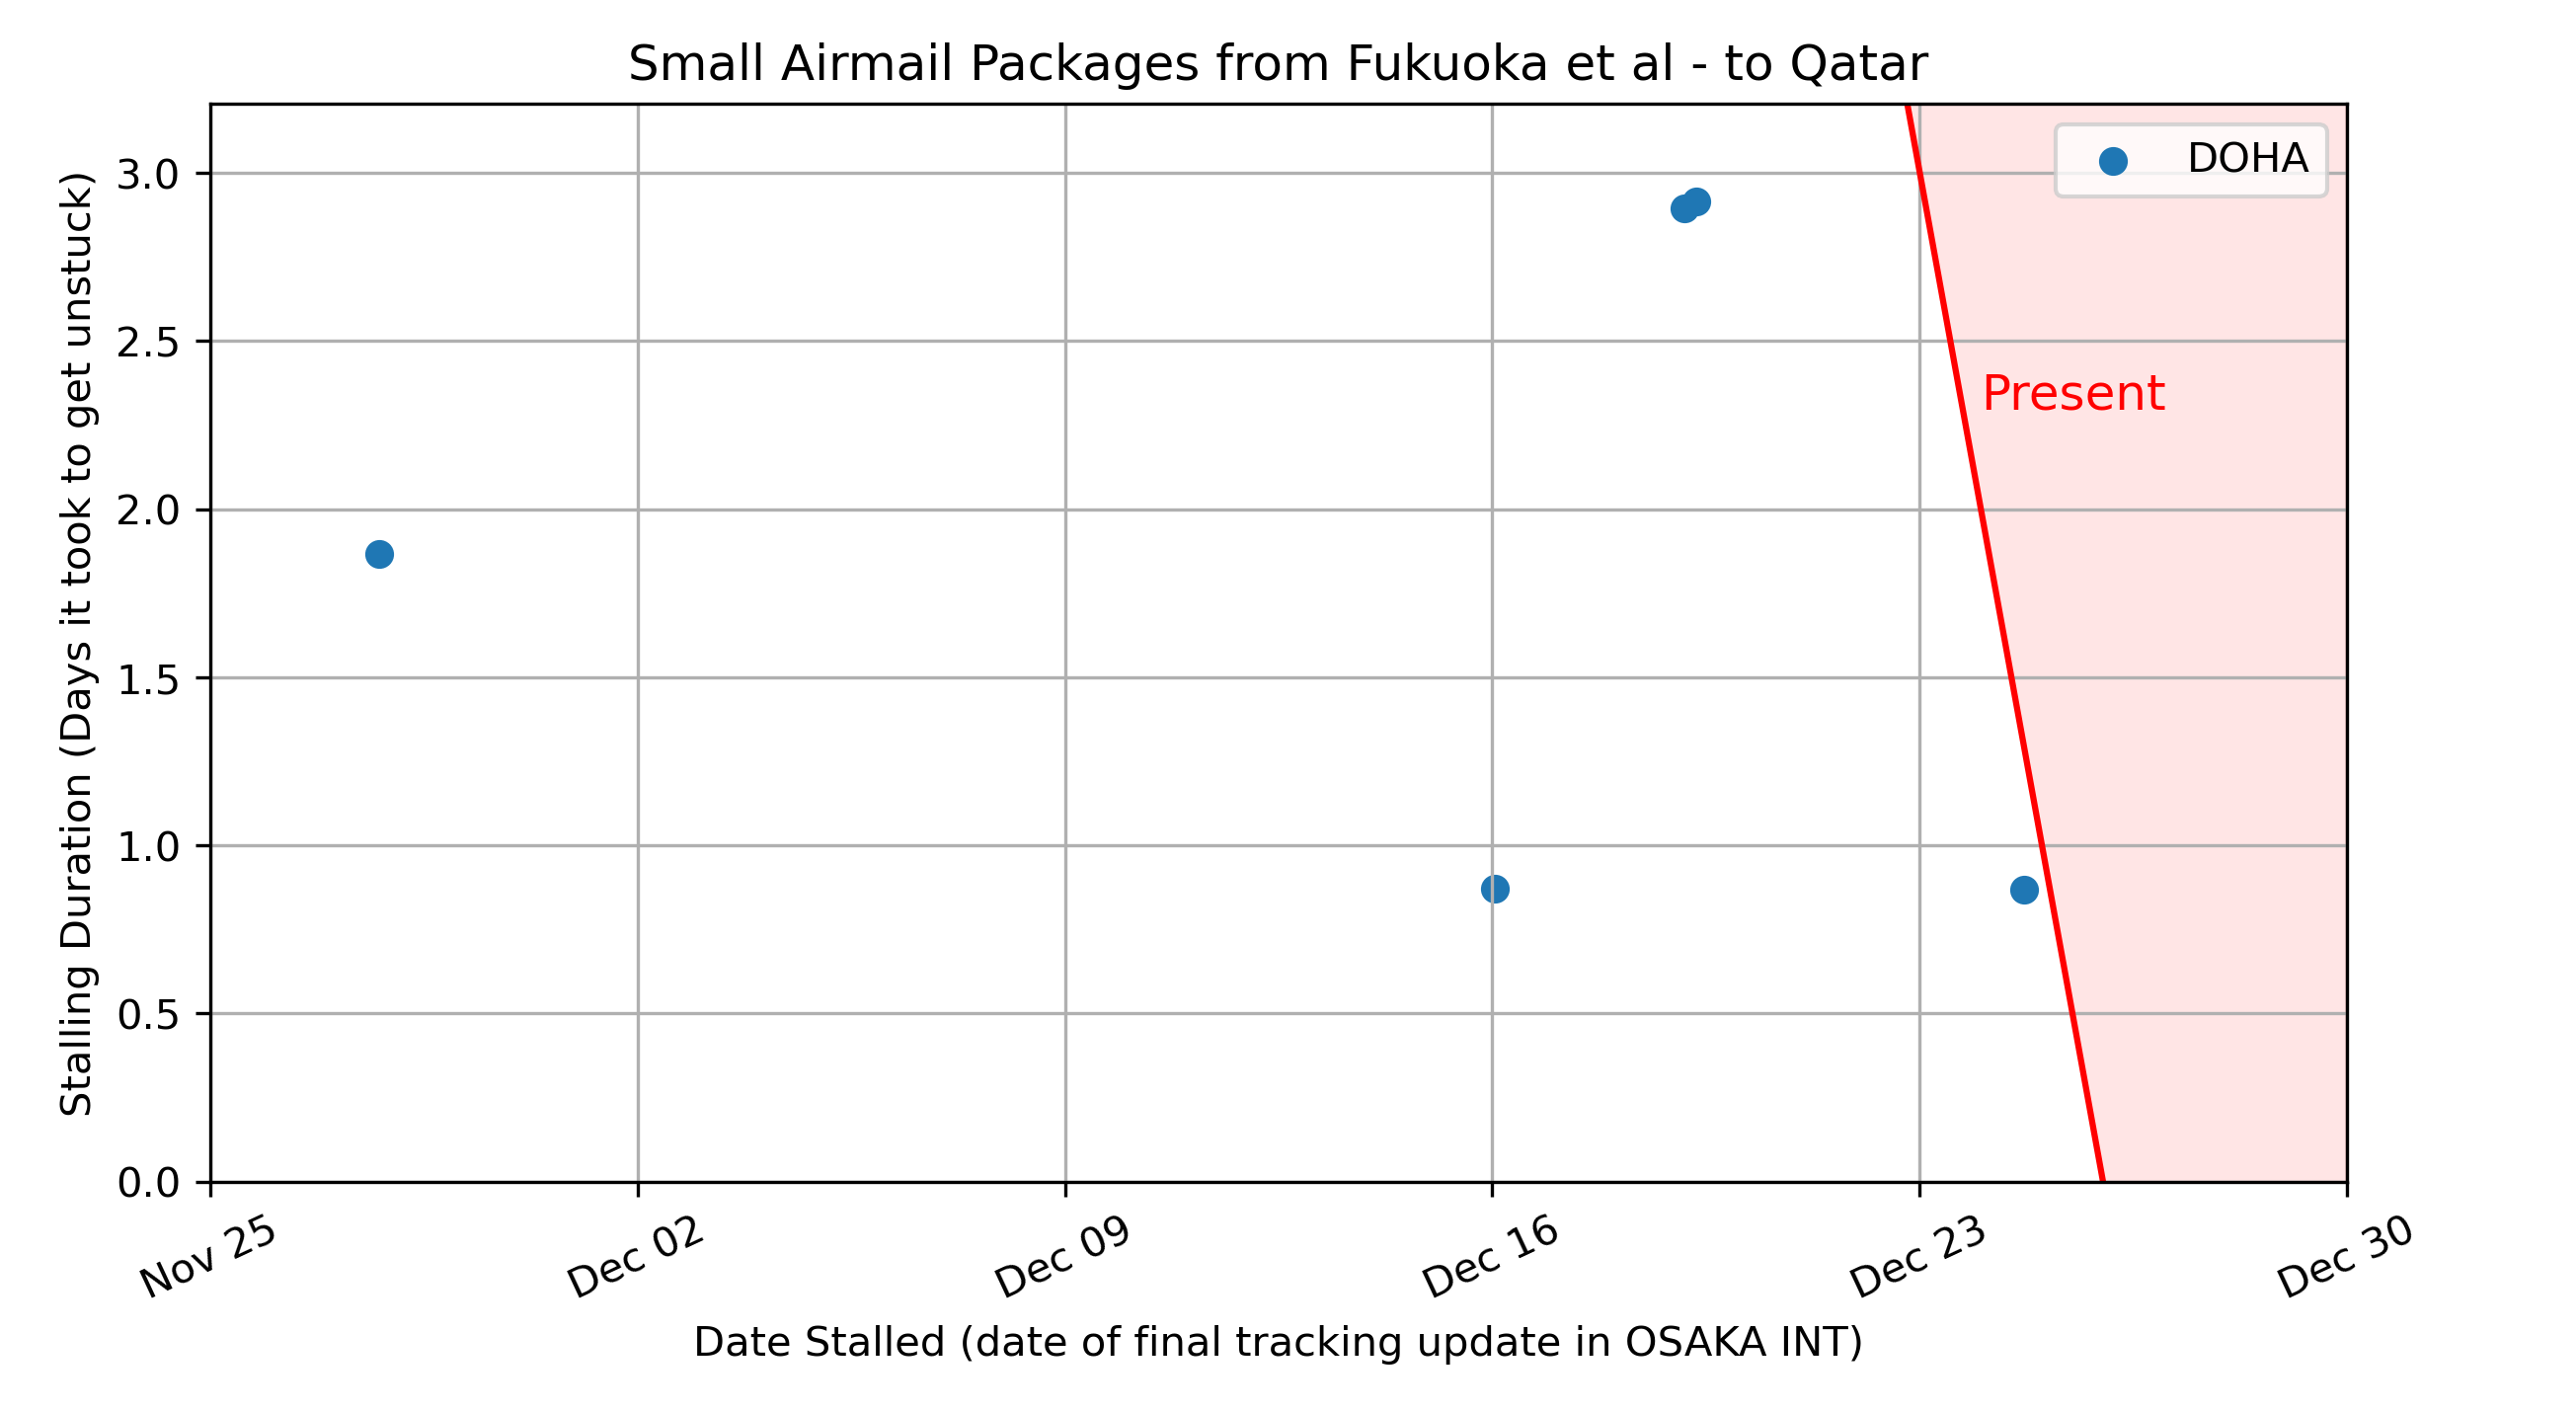 Small Airmail Packages from Fukuoka et al - to Qatar
DOHA
Present
Stalling Duration (Days it took to get unstuck)
3.0
2.5
2.0
1.5
1.0
0.5
0.0
Nov 25
Dec 02
Dec 09
Dec 16
Dec 23
Dec 30
Date Stalled (date of final tracking update in OSAKA INT)